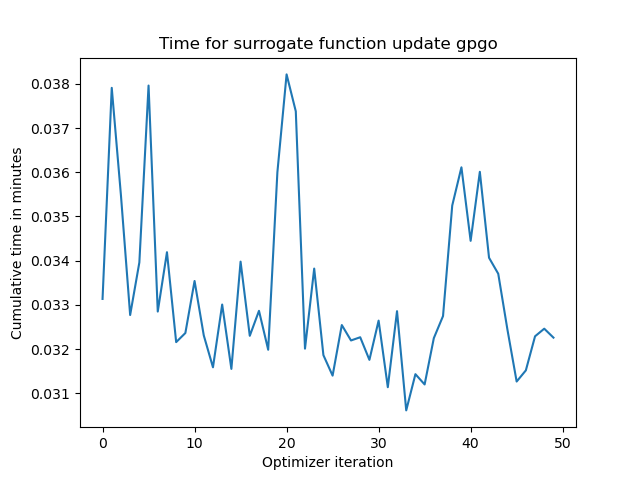 Time for surrogate function update gpgo
Cumulative time in minutes
0.038
0.037
0.036
0.035
0.034
0.033
0.032
0.031
0 10 20 30 40 50
Optimizer iteration